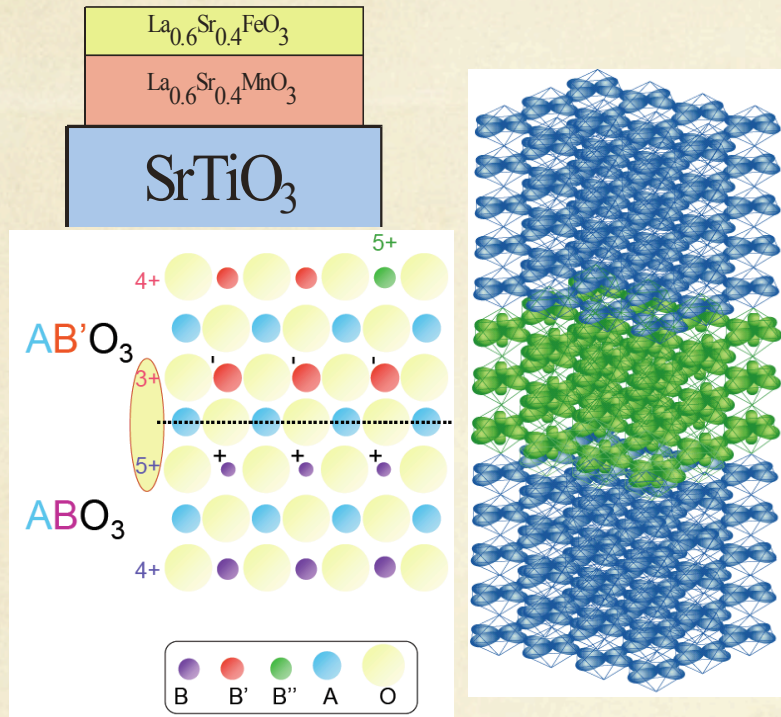 La0.6Sr0.4FeO3
La0.6Sr0.4MnO3
SrTiO3
5+
4+
AB'O3
' ' '
3+
+ + +
5+
ABO3
4+
B B' B'' A O